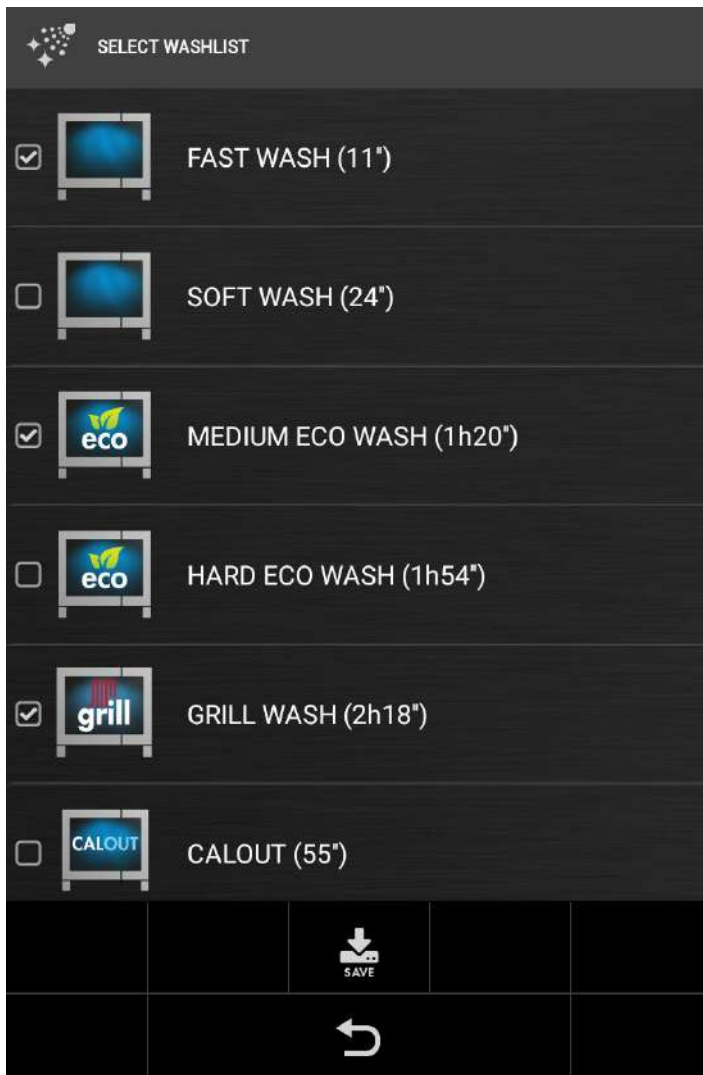 SELECT WASHLIST
FAST WASH (11")
SOFT WASH (24")
eco
MEDIUM ECO WASH (1h20")
eco
HARD ECO WASH (1h54")
grill
GRILL WASH (2h18")
CALOUT
CALOUT (55")
SAVE